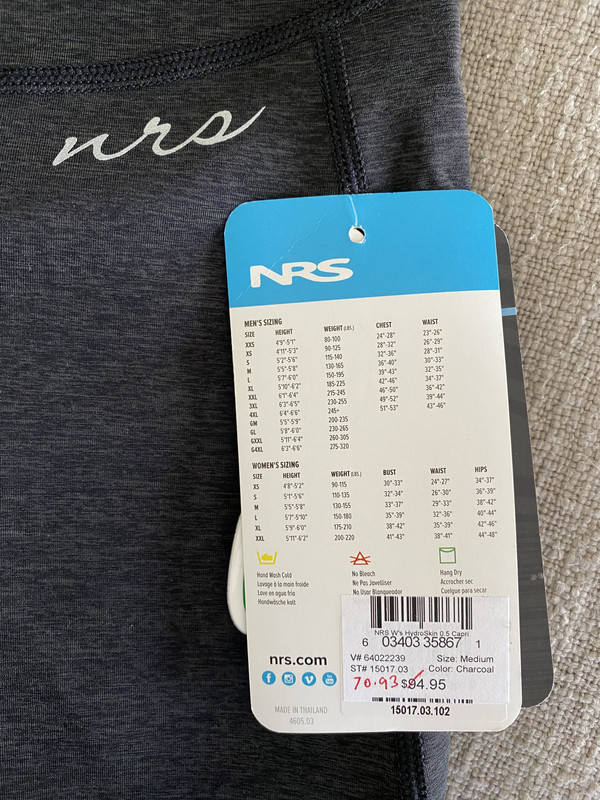 nrs
NRS
MEN'S SIZING
SIZE HEIGHT WEIGHT (LBS.) CHEST WAIST
XXS 4'9"-5'1" 80-100 24"-28" 23"-26"
XS 4'11"-5'3" 90-125 28"-32" 26"-29"
S 5'2"-5'6" 115-140 32"-36" 28"-31"
M 5'5"-5'8" 130-165 36"-40" 30"-33"
L 5'7"-6'0" 150-195 39"-43" 32"-35"
XL 5'10"-6'2" 185-225 42"-46" 34"-37"
XXL 6'1"-6'4" 215-245 46"-50" 36"-42"
3XL 6'3"-6'5" 230-255 49"-52" 39"-44"
4XL 6'4"-6'6" 245+ 51"-53" 43"-46"
GM 5'5"-5'9" 200-235
GL 5'8"-6'0" 230-265
GXXL 5'11"-6'4" 260-305
G4XL 6'3"-6'6" 275-320
WOMEN'S SIZING
SIZE HEIGHT WEIGHT (LBS.) BUST WAIST HIPS
XS 4'8"-5'2" 90-115 30"-33" 24"-27" 34"-37"
S 5'1"-5'6" 110-135 32"-34" 26"-30" 36"-39"
M 5'5"-5'8" 130-155 33"-37" 29"-33" 38"-42"
L 5'7"-5'10" 150-180 35"-39" 32"-36" 40"-44"
XL 5'9"-6'0" 175-210 38"-42" 35"-39" 42"-46"
XXL 5'11"-6'2" 200-220 41"-43" 38"-41" 44"-48"
Hand Wash Cold
Lavage à la main froide
Lave en agua fria
Handwäsche kalt
No Bleach
Ne Pas Javelliser
No Usar Blanqueador
Hang Dry
Accrocher sec
Cuelgue para secar
NRS W's HydroSkin 0.5 Capri
6 03403 35867 1
V# 64022239 Size: Medium
ST# 15017.03 Color: Charcoal
70.93 $94.95
15017.03.102
nrs.com
MADE IN THAILAND
4605.03